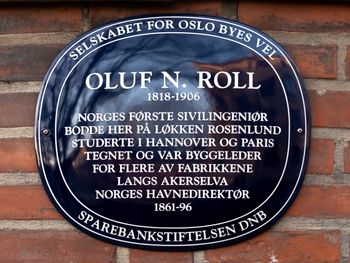 SELSKABET FOR OSLO BYES VEL
OLUF N. ROLL
1818-1906
NORGES FØRSTE SIVILINGENIØR
BODDE HER PÅ LØKKEN ROSENLUND
STUDERTE I HANNOVER OG PARIS
TEGNET OG VAR BYGGELEDER
FOR FLERE AV FABRIKKENE
LANGS AKERSELVA
NORGES HAVNEDIREKTØR
1861-96
SPAREBANKSTIFTELSEN DNB